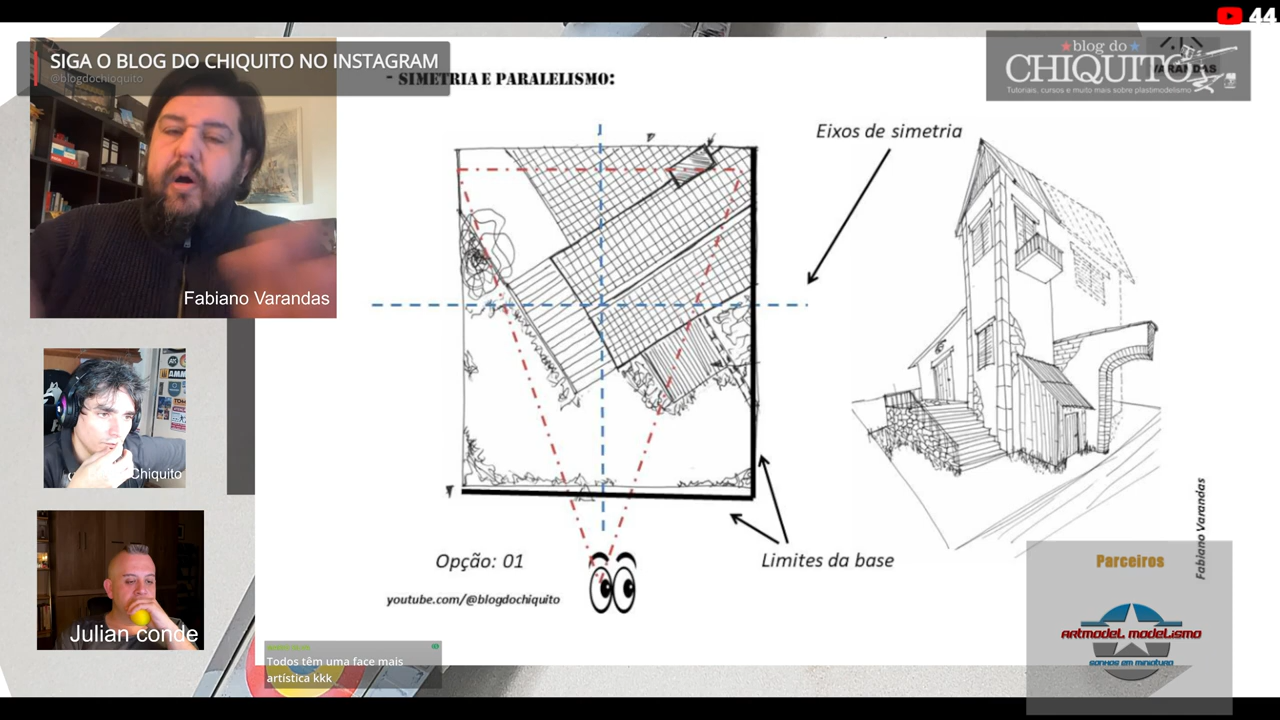 44
SIGA O BLOG DO CHIQUITO NO INSTAGRAM
@blogdochioquito
- SIMETRIA E PARALELISMO:
blog do
CHIQUITO
VARANDAS
Tutoriais, cursos e muito mais sobre plastimodelismo
Eixos de simetria
Fabiano Varandas
Chiquito
Julian conde
Opção: 01
Limites da base
youtube.com/@blogdochiquito
Fabiano Varandas
Parceiros
ARTMODEL MODELISMO
SONHOS EM MINIATURA
Todos têm uma face mais
artística kkk